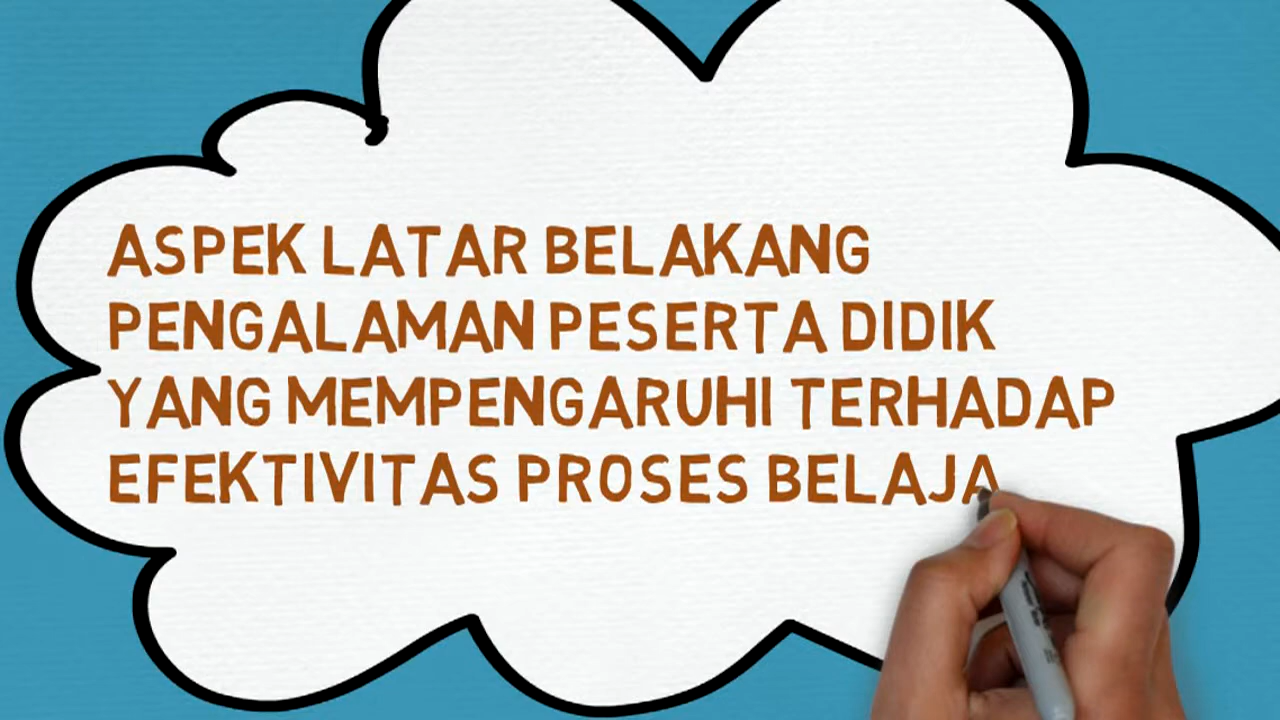 ASPEK LATAR BELAKANG
PENGALAMAN PESERTA DIDIK
YANG MEMPENGARUHI TERHADAP
EFEKTIVITAS PROSES BELAJA